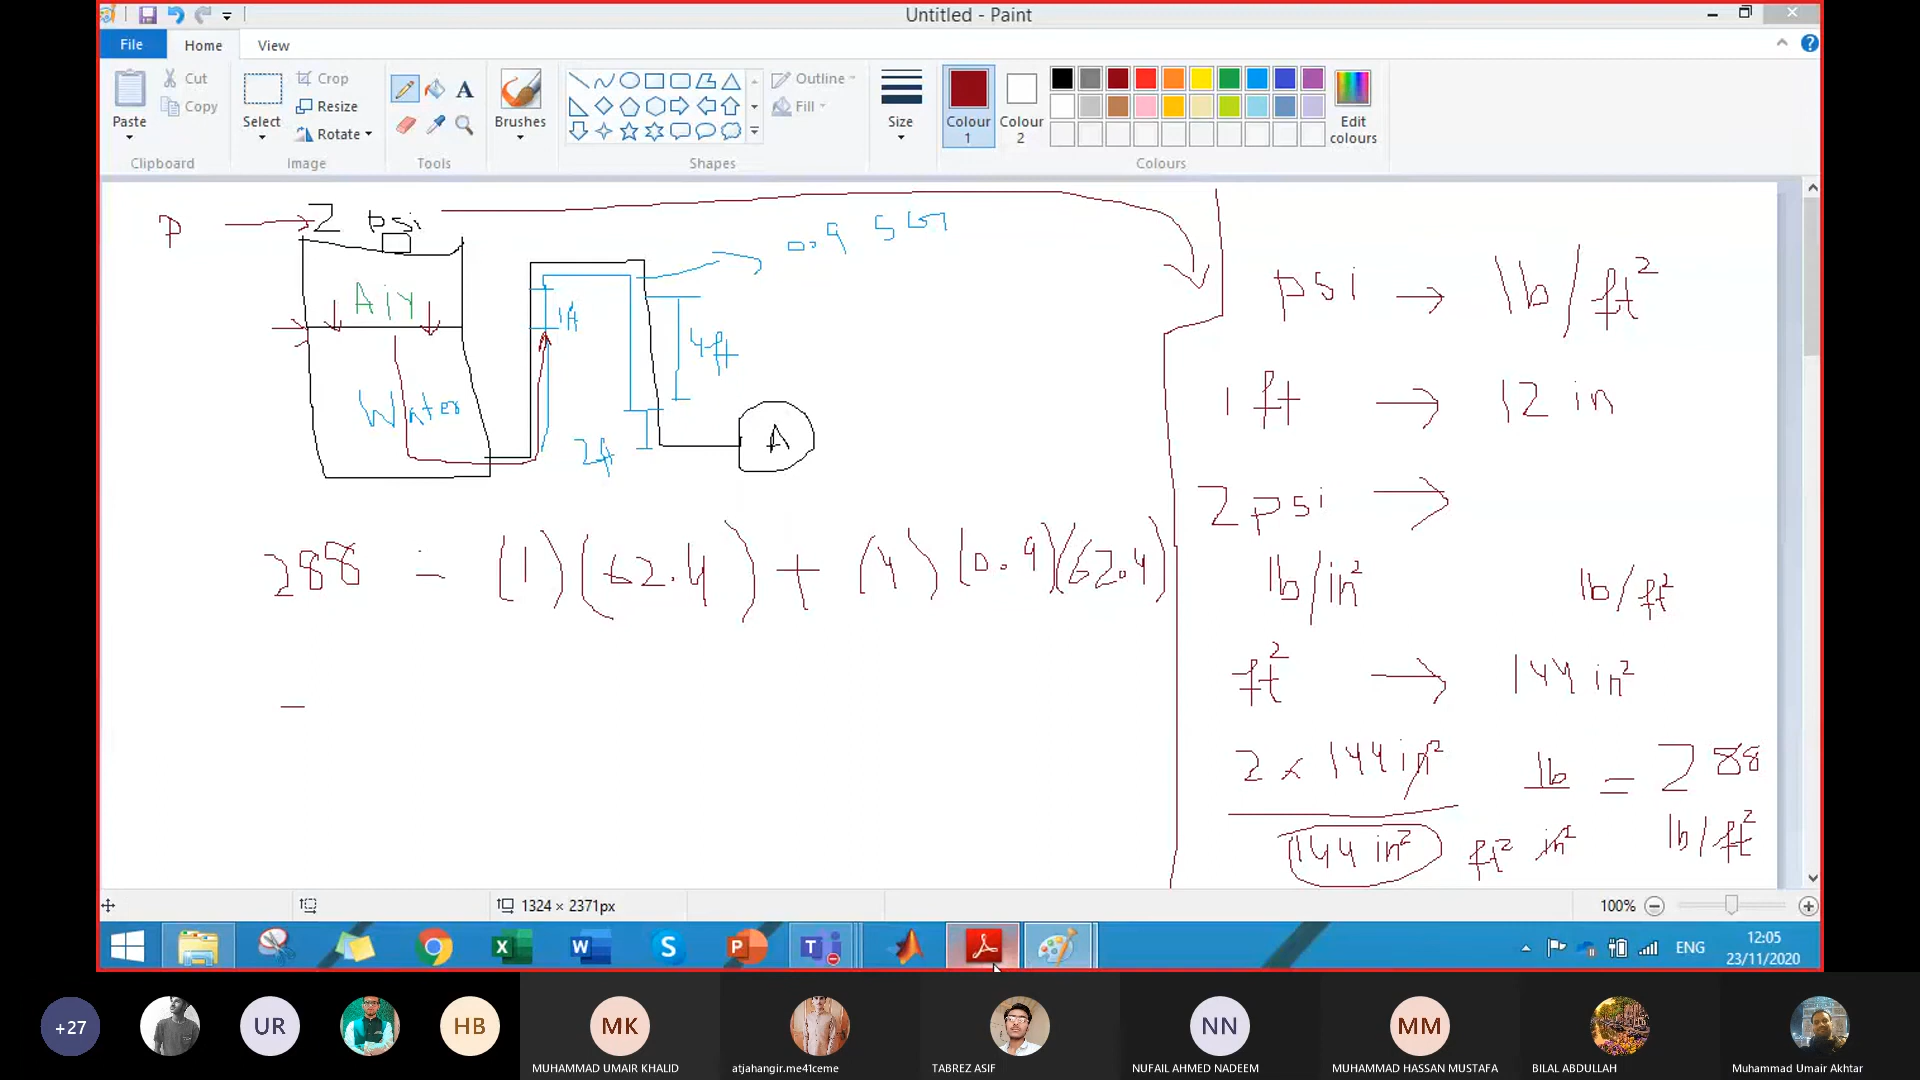 Untitled - Paint
File Home View
Paste Cut Copy Clipboard
Select Crop Resize Rotate Image
Tools
Brushes
Shapes
Outline Fill
Size
Colour 1 Colour 2
Edit colours
Colours
P → 2 psi
0.9
Air
1ft
4ft
Water
2ft
A
288 - (1)(62.4) + (4)(0.9)(62.4)
-
psi → lb/ft²
1 ft → 12 in
2 psi →
lb/in² lb/ft²
ft² → 144 in²
2 × 144 in² lb = 288
144 in² ft² in² lb/ft²
1324 × 2371px
100%
ENG
12:05
23/11/2020
+27
UR
HB
MK
NN
MM
MUHAMMAD UMAIR KHALID
atjahangir.me41ceme
TABREZ ASIF
NUFAIL AHMED NADEEM
MUHAMMAD HASSAN MUSTAFA
BILAL ABDULLAH
Muhammad Umair Akhtar